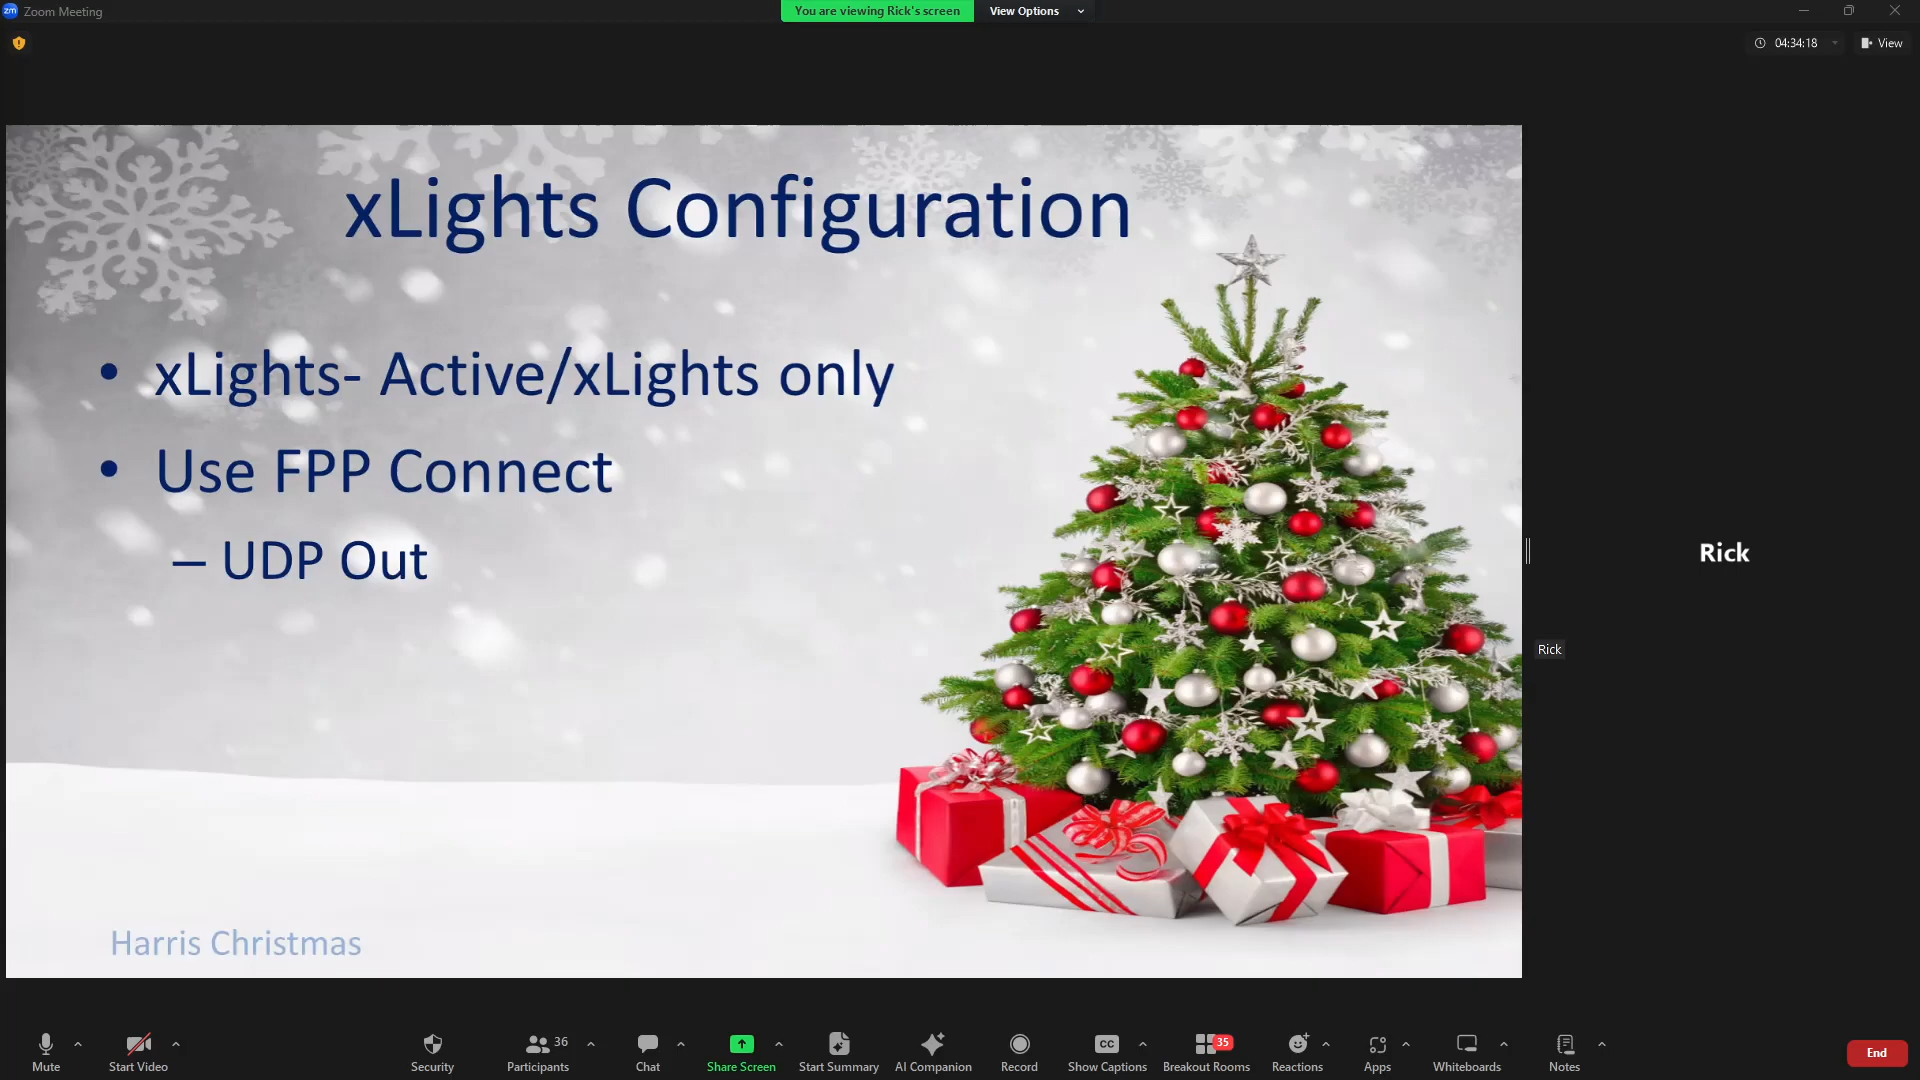 zm Zoom Meeting
You are viewing Rick's screen View Options
04:34:18 View
xLights Configuration
• xLights- Active/xLights only
• Use FPP Connect
– UDP Out
Harris Christmas
Rick
Rick
36
35
Mute Start Video Security Participants Chat Share Screen Start Summary AI Companion Record Show Captions Breakout Rooms Reactions Apps Whiteboards Notes End
CC